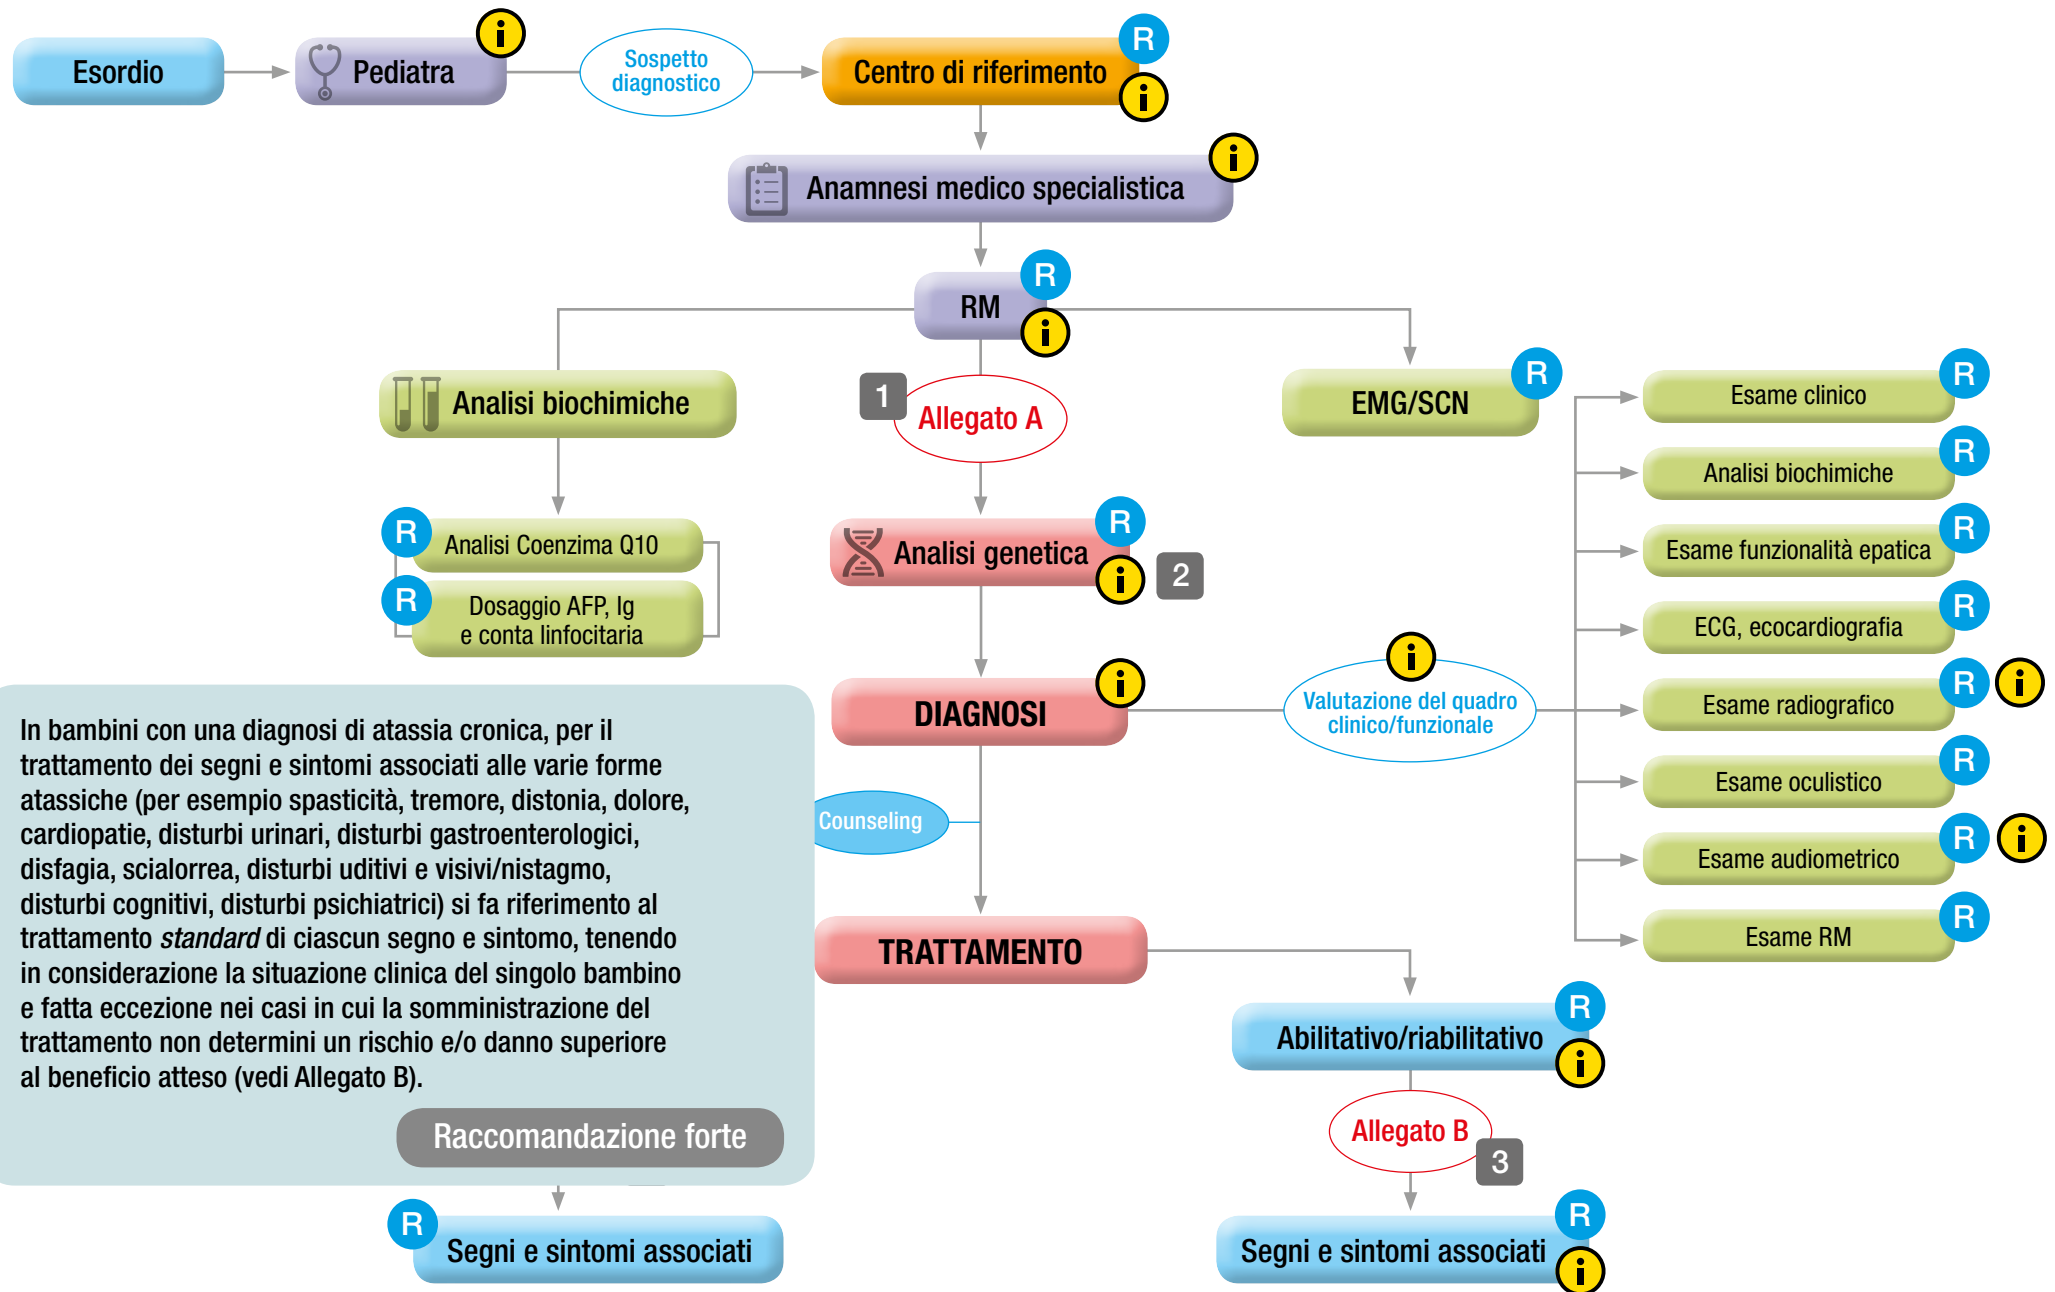 Esordio
Pediatra
i
Sospetto
diagnostico
Centro di riferimento
R
i
Anamnesi medico specialistica
i
RM
R
i
Analisi biochimiche
1
Allegato A
EMG/SCN
R
R
Analisi Coenzima Q10
R
Dosaggio AFP, Ig
e conta linfocitaria
Analisi genetica
R
i
2
DIAGNOSI
i
i
Valutazione del quadro
clinico/funzionale
Esame clinico
R
Analisi biochimiche
R
Esame funzionalità epatica
R
ECG, ecocardiografia
R
Esame radiografico
R
i
Esame oculistico
R
Esame audiometrico
R
i
Esame RM
R
In bambini con una diagnosi di atassia cronica, per il
trattamento dei segni e sintomi associati alle varie forme
atassiche (per esempio spasticità, tremore, distonia, dolore,
cardiopatie, disturbi urinari, disturbi gastroenterologici,
disfagia, scialorrea, disturbi uditivi e visivi/nistagmo,
disturbi cognitivi, disturbi psichiatrici) si fa riferimento al
trattamento standard di ciascun segno e sintomo, tenendo
in considerazione la situazione clinica del singolo bambino
e fatta eccezione nei casi in cui la somministrazione del
trattamento non determini un rischio e/o danno superiore
al beneficio atteso (vedi Allegato B).
Raccomandazione forte
Counseling
TRATTAMENTO
Abilitativo/riabilitativo
R
i
Allegato B
3
R
Segni e sintomi associati
Segni e sintomi associati
R
i